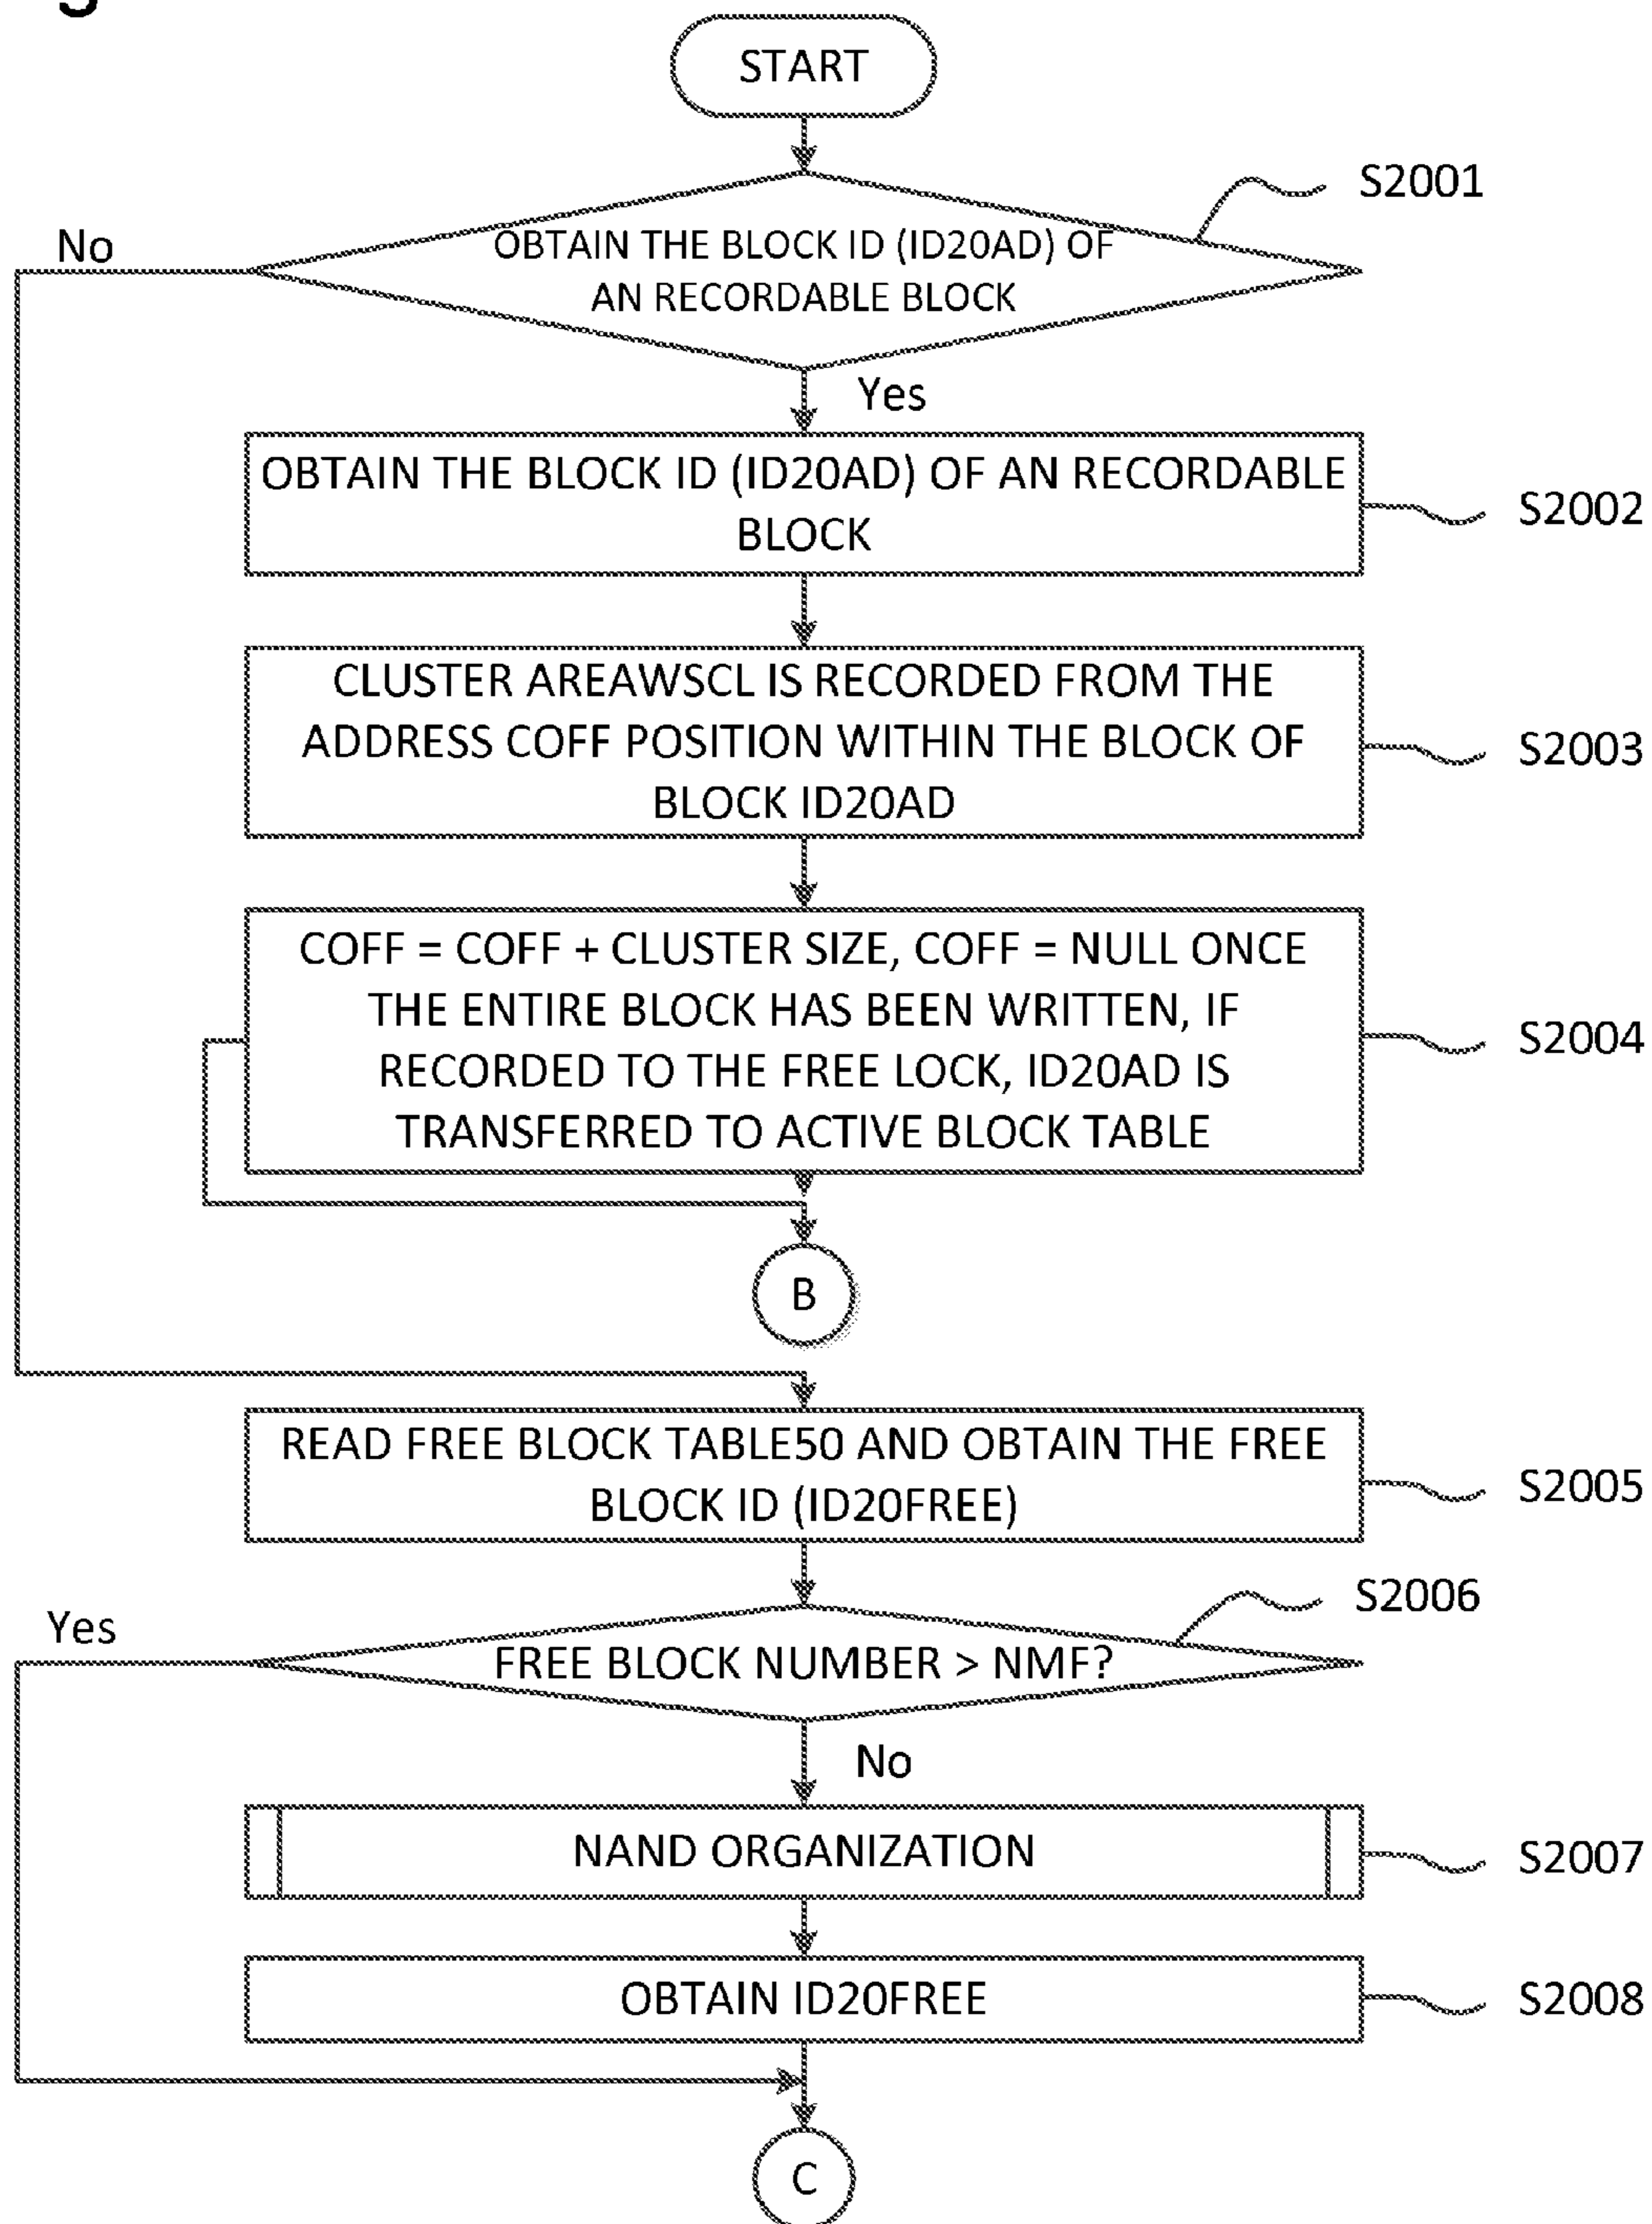 START
S2001
No
OBTAIN THE BLOCK ID (ID20AD) OF
AN RECORDABLE BLOCK
Yes
OBTAIN THE BLOCK ID (ID20AD) OF AN RECORDABLE
BLOCK
S2002
CLUSTER AREAWSCL IS RECORDED FROM THE
ADDRESS COFF POSITION WITHIN THE BLOCK OF
BLOCK ID20AD
S2003
COFF = COFF + CLUSTER SIZE, COFF = NULL ONCE
THE ENTIRE BLOCK HAS BEEN WRITTEN, IF
RECORDED TO THE FREE LOCK, ID20AD IS
TRANSFERRED TO ACTIVE BLOCK TABLE
S2004
B
READ FREE BLOCK TABLE50 AND OBTAIN THE FREE
BLOCK ID (ID20FREE)
S2005
S2006
Yes
FREE BLOCK NUMBER > NMF?
No
NAND ORGANIZATION
S2007
OBTAIN ID20FREE
S2008
C